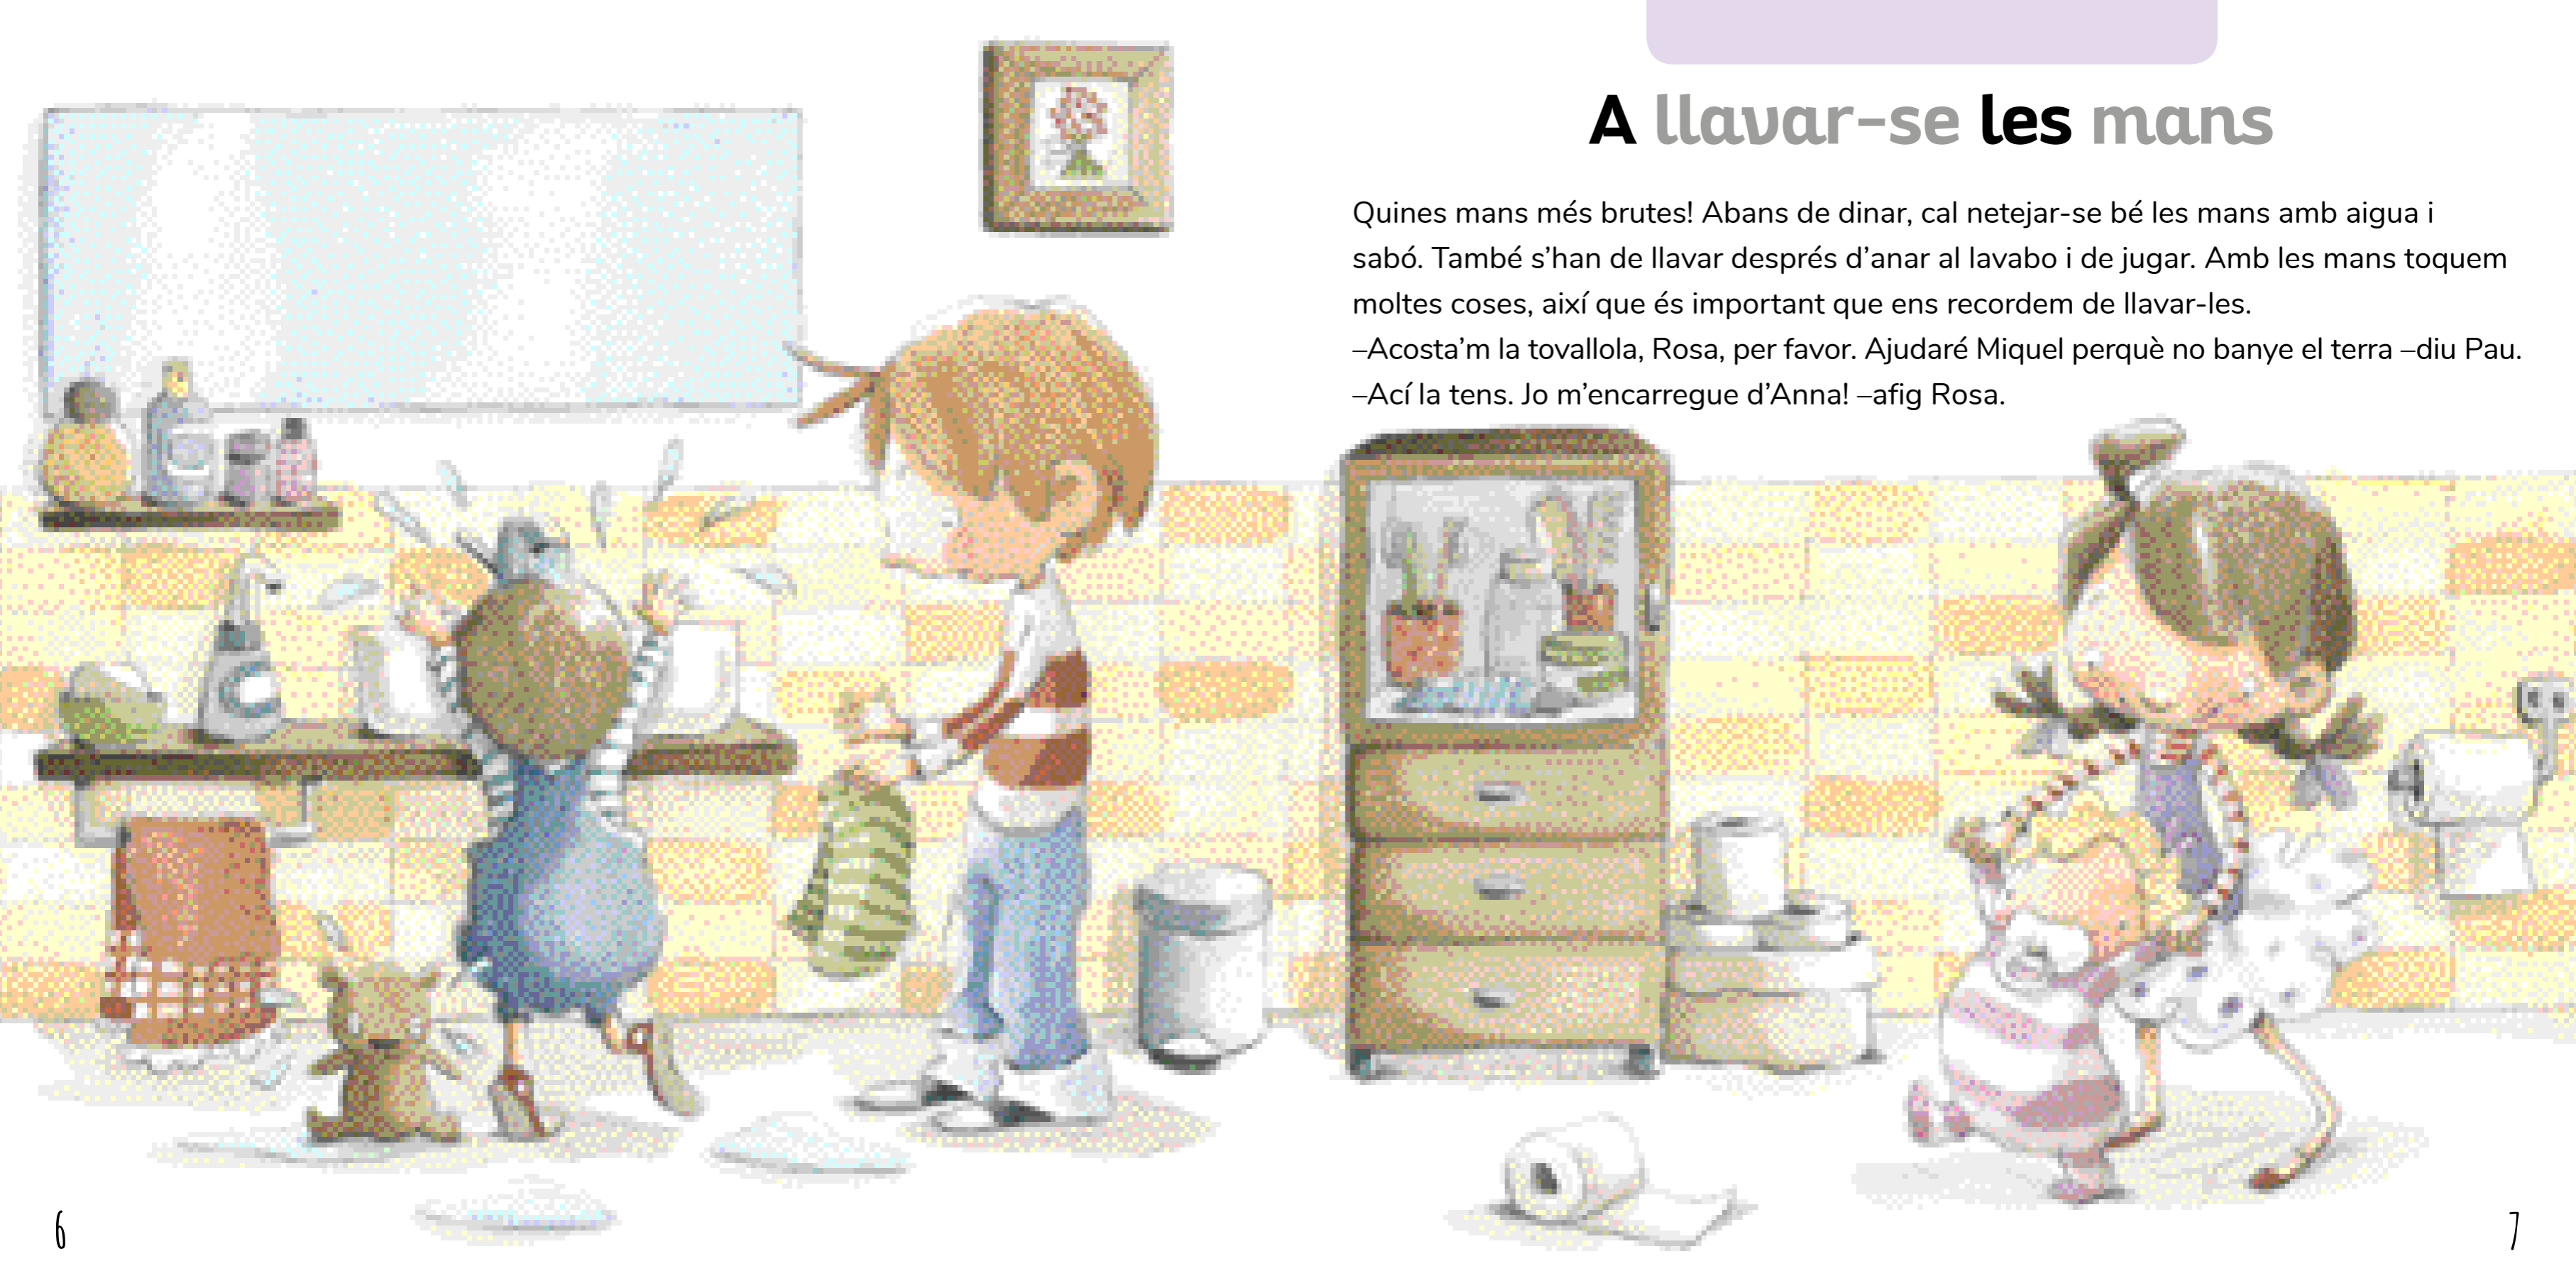 A llavar-se les mans
Quines mans més brutes! Abans de dinar, cal netejar-se bé les mans amb aigua i
sabó. També s’han de llavar després d’anar al lavabo i de jugar. Amb les mans toquem
moltes coses, així que és important que ens recordem de llavar-les.
–Acosta’m la tovallola, Rosa, per favor. Ajudaré Miquel perquè no banye el terra –diu Pau.
–Ací la tens. Jo m’encarregue d’Anna! –afig Rosa.
6
7